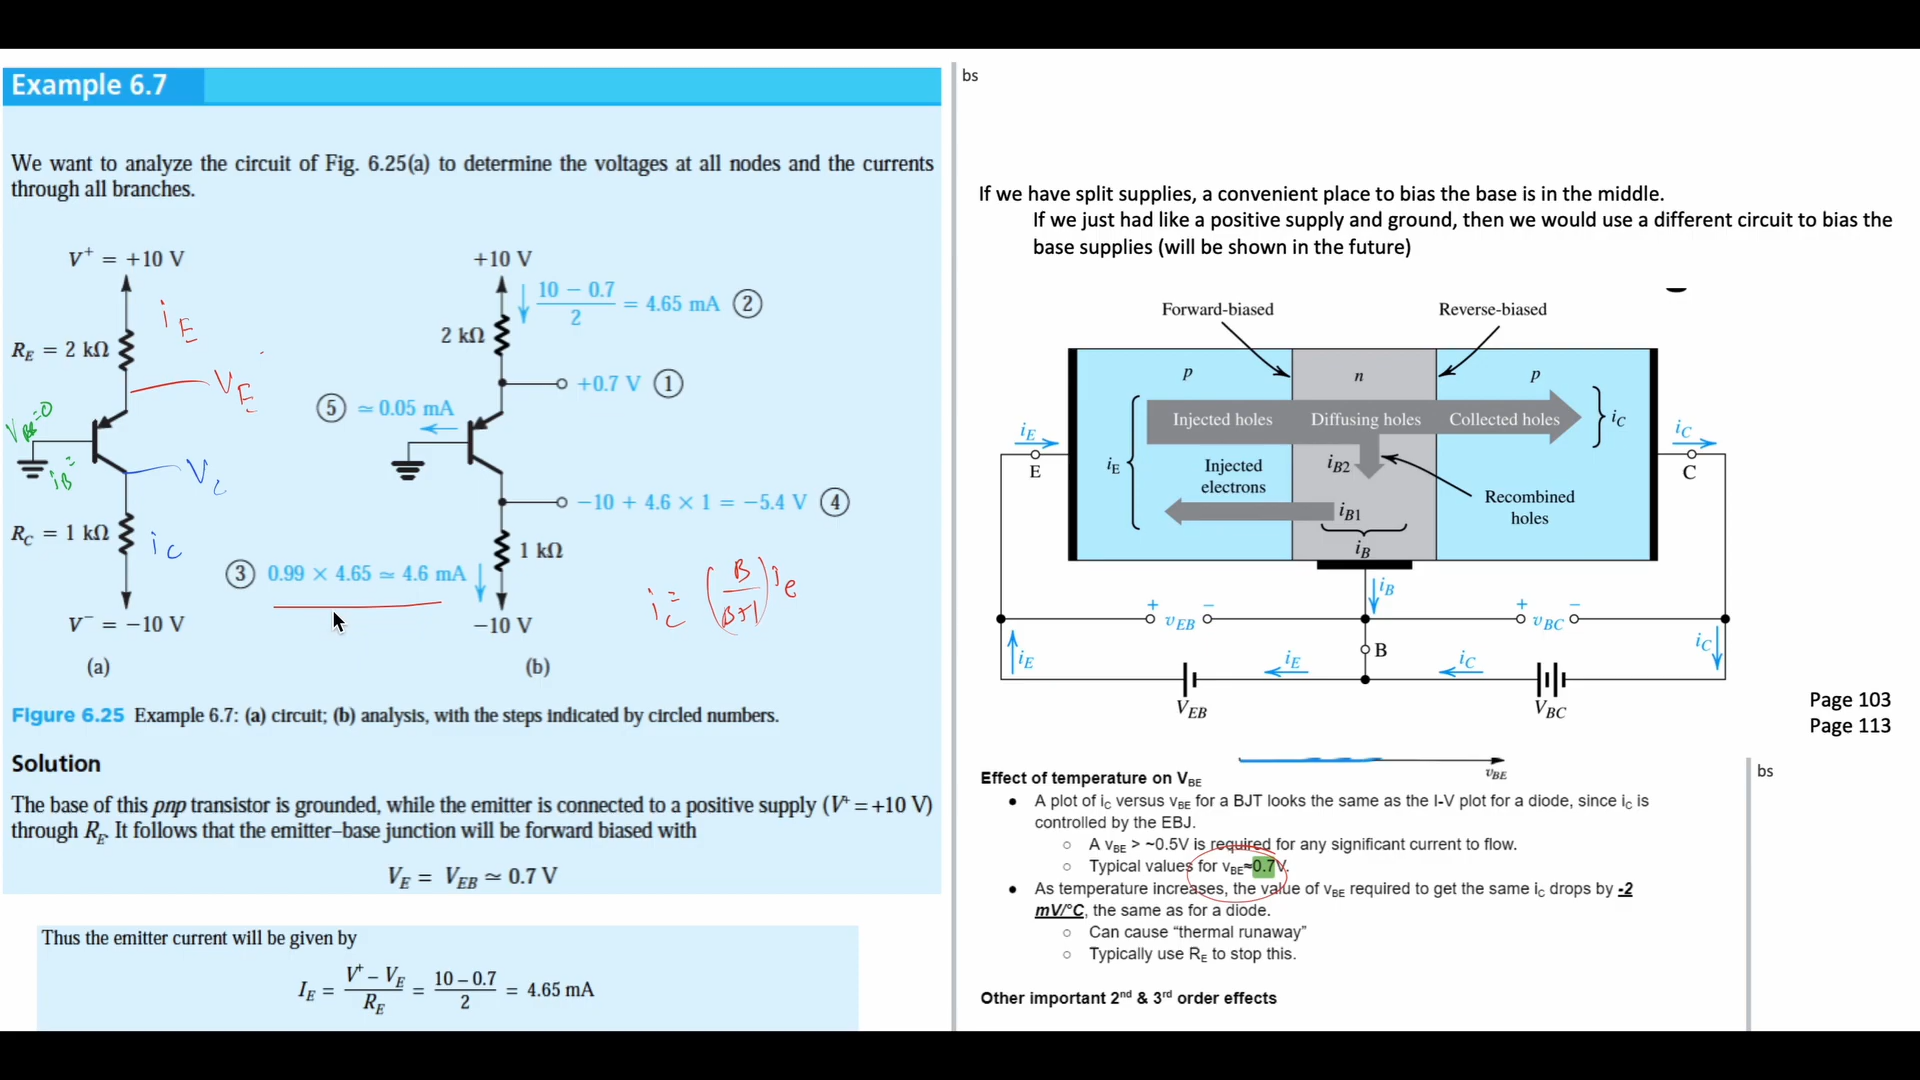 Example 6.7
We want to analyze the circuit of Fig. 6.25(a) to determine the voltages at all nodes and the currents
through all branches.
V⁺ = +10 V
i_E
R_E = 2 kΩ
V_E
V_BE=0
i_B=
V_C
R_C = 1 kΩ
i_C
V⁻ = −10 V
(a)
+10 V
10 − 0.7 / 2 = 4.65 mA ②
2 kΩ
+0.7 V ①
⑤ ≃ 0.05 mA
−10 + 4.6 × 1 = −5.4 V ④
1 kΩ
③ 0.99 × 4.65 ≃ 4.6 mA
−10 V
(b)
i_C = (B / B+1) i_e
Figure 6.25 Example 6.7: (a) circuit; (b) analysis, with the steps indicated by circled numbers.
Solution
The base of this pnp transistor is grounded, while the emitter is connected to a positive supply (V⁺ = +10 V)
through R_E. It follows that the emitter–base junction will be forward biased with
V_E = V_EB ≃ 0.7 V
Thus the emitter current will be given by
I_E = V⁺ − V_E / R_E = 10 − 0.7 / 2 = 4.65 mA
bs
If we have split supplies, a convenient place to bias the base is in the middle.
If we just had like a positive supply and ground, then we would use a different circuit to bias the
base supplies (will be shown in the future)
Forward-biased
Reverse-biased
p
n
p
Injected holes
Diffusing holes
Collected holes
i_C
i_E
E
i_E
Injected
electrons
i_B2
i_B1
i_B
Recombined
holes
i_C
C
i_B
+ v_EB −
+ v_BC −
B
i_E
i_E
i_C
i_C
V_EB
V_BC
Page 103
Page 113
v_BE
bs
Effect of temperature on V_BE
● A plot of i_C versus v_BE for a BJT looks the same as the I-V plot for a diode, since i_C is
controlled by the EBJ.
○ A v_BE > ~0.5V is required for any significant current to flow.
○ Typical values for v_BE≈0.7V.
● As temperature increases, the value of v_BE required to get the same i_C drops by -2
mV/°C, the same as for a diode.
○ Can cause “thermal runaway”
○ Typically use R_E to stop this.
Other important 2nd & 3rd order effects